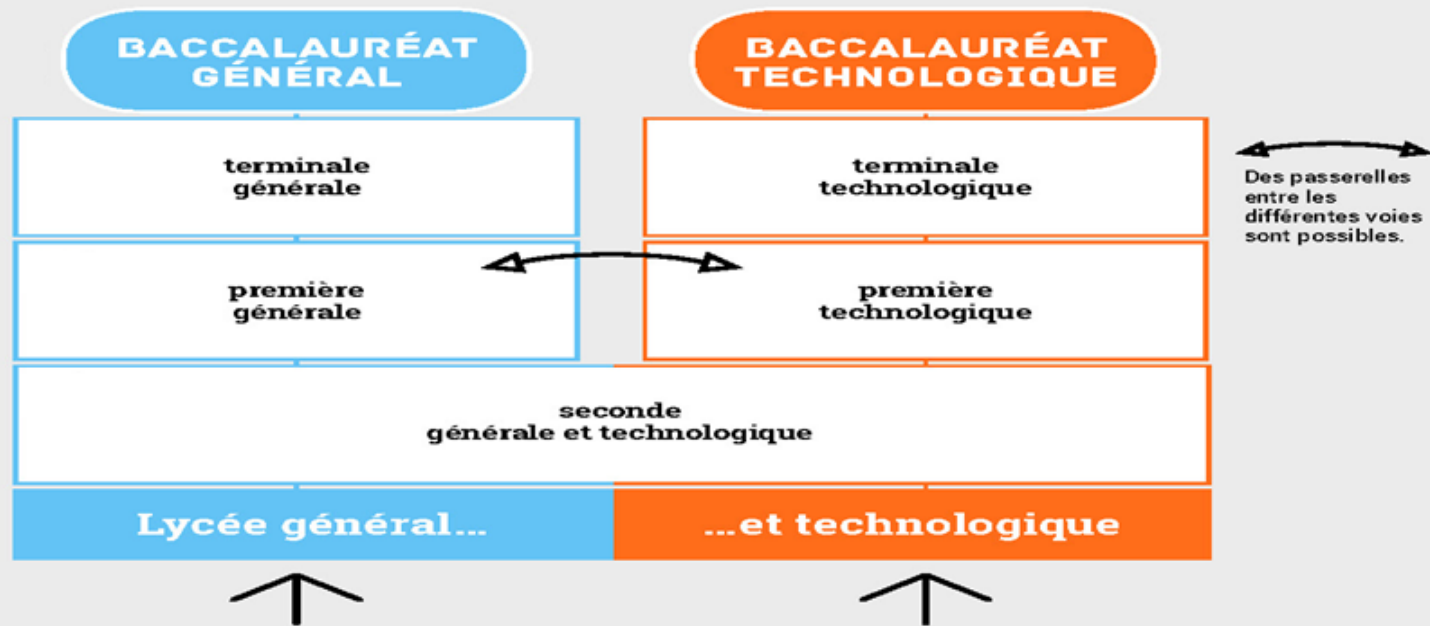 BACCALAURÉAT
GÉNÉRAL
BACCALAURÉAT
TECHNOLOGIQUE
terminale
générale
terminale
technologique
Des passerelles
entre les
différentes voies
sont possibles.
première
générale
première
technologique
seconde
générale et technologique
Lycée général...
...et technologique